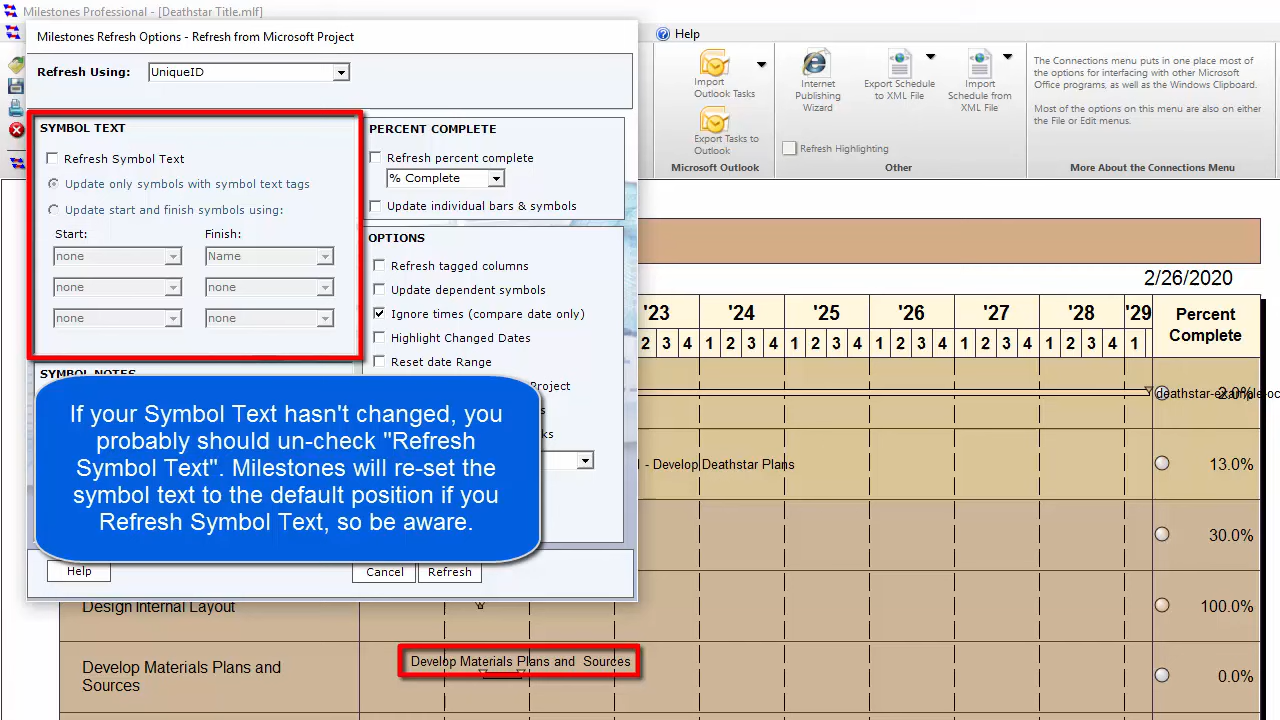 Milestones Professional - [Deathstar Title.mlf]
Milestones Refresh Options - Refresh from Microsoft Project
Help
Refresh Using:
UniqueID
SYMBOL TEXT
Refresh Symbol Text
Update only symbols with symbol text tags
Update start and finish symbols using:
Start:
Finish:
none
Name
none
none
none
none
SYMBOL NOTES
PERCENT COMPLETE
Refresh percent complete
% Complete
Update individual bars & symbols
OPTIONS
Refresh tagged columns
Update dependent symbols
Ignore times (compare date only)
Highlight Changed Dates
Reset date Range
Project
If your Symbol Text hasn't changed, you
probably should un-check "Refresh
Symbol Text". Milestones will re-set the
symbol text to the default position if you
Refresh Symbol Text, so be aware.
Help
Cancel
Refresh
Import
Outlook Tasks
Export Tasks to
Outlook
Microsoft Outlook
Internet
Publishing
Wizard
Export Schedule
to XML File
Import
Schedule from
XML File
Refresh Highlighting
Other
The Connections menu puts in one place most of
the options for interfacing with other Microsoft
Office programs, as well as the Windows Clipboard.
Most of the options on this menu are also on either
the File or Edit menus.
More About the Connections Menu
2/26/2020
'23 '24 '25 '26 '27 '28 '29
2 3 4 1 2 3 4 1 2 3 4 1 2 3 4 1 2 3 4 1 2 3 4 1
Percent
Complete
2.0%
- Develop Deathstar Plans
13.0%
30.0%
Design Internal Layout
100.0%
Develop Materials Plans and Sources
Develop Materials Plans and
Sources
0.0%